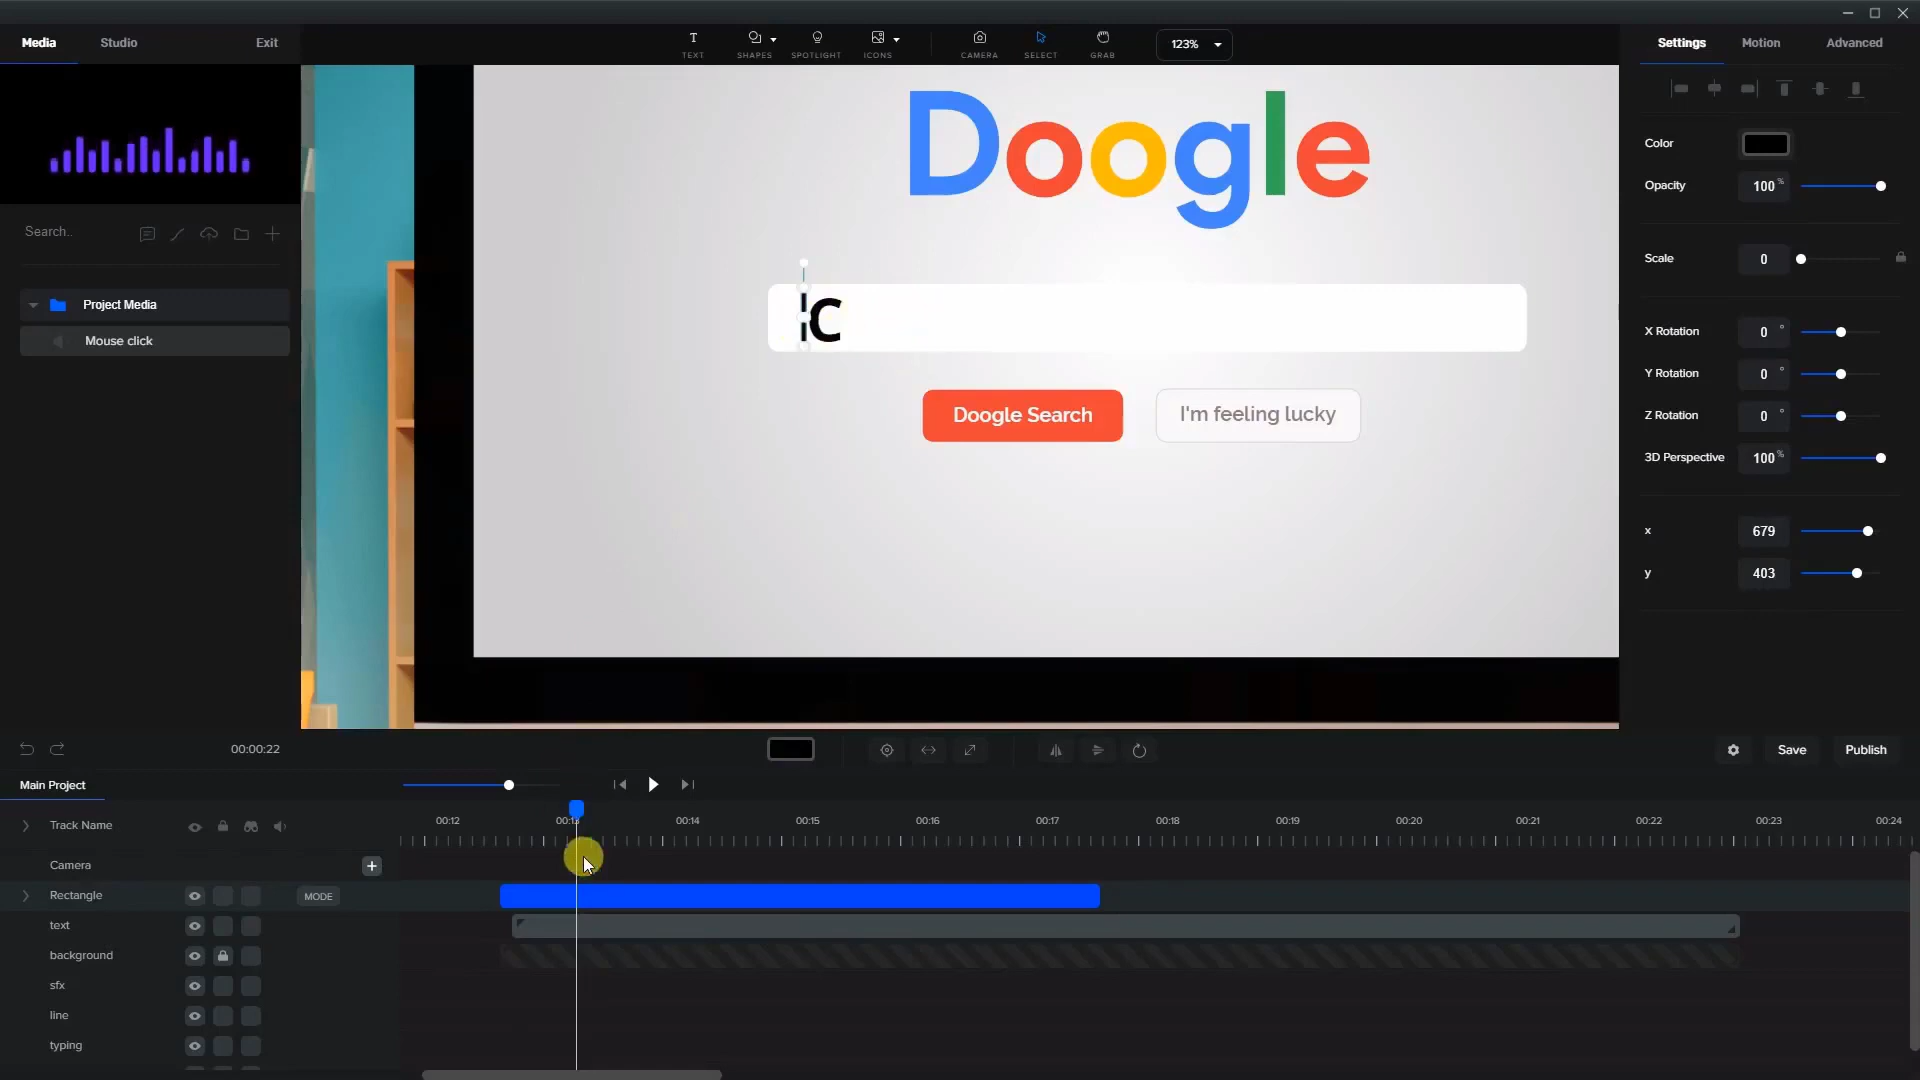 Media
Studio
Exit
TEXT
SHAPES
SPOTLIGHT
ICONS
CAMERA
SELECT
GRAB
123%
Settings
Motion
Advanced
Doogle
C
Doogle Search
I'm feeling lucky
Search..
Project Media
Mouse click
Color
Opacity
100 %
Scale
0
X Rotation
0 °
Y Rotation
0 °
Z Rotation
0 °
3D Perspective
100 %
x
679
y
403
00:00:22
Save
Publish
Main Project
Track Name
00:12
00:13
00:14
00:15
00:16
00:17
00:18
00:19
00:20
00:21
00:22
00:23
00:24
Camera
Rectangle
MODE
text
background
sfx
line
typing